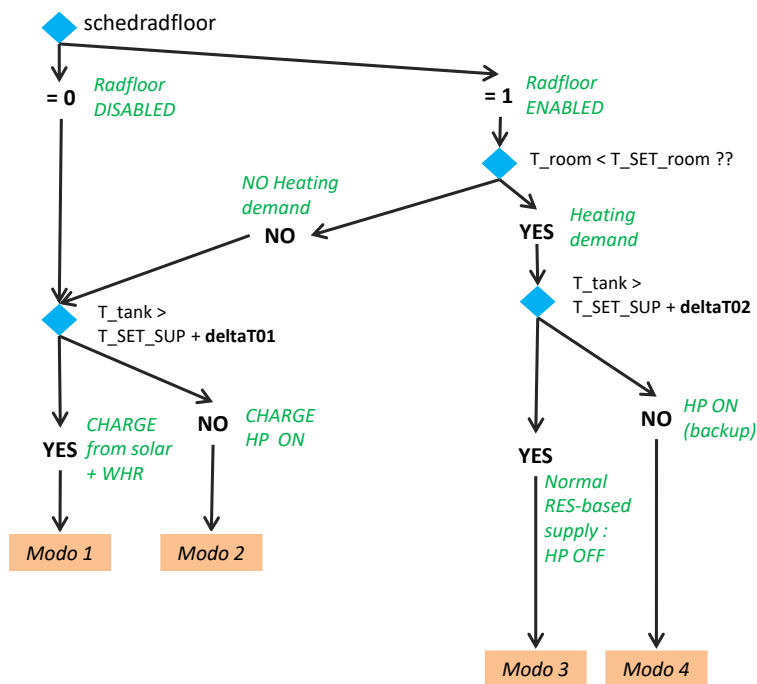 schedradfloor
= 0
Radfloor
DISABLED
= 1
Radfloor
ENABLED
T_room < T_SET_room ??
NO Heating
demand
NO
YES
Heating
demand
T_tank >
T_SET_SUP + deltaT01
T_tank >
T_SET_SUP + deltaT02
YES
CHARGE
from solar
+ WHR
NO
CHARGE
HP ON
YES
Normal
RES-based
supply :
HP OFF
NO
HP ON
(backup)
Modo 1
Modo 2
Modo 3
Modo 4